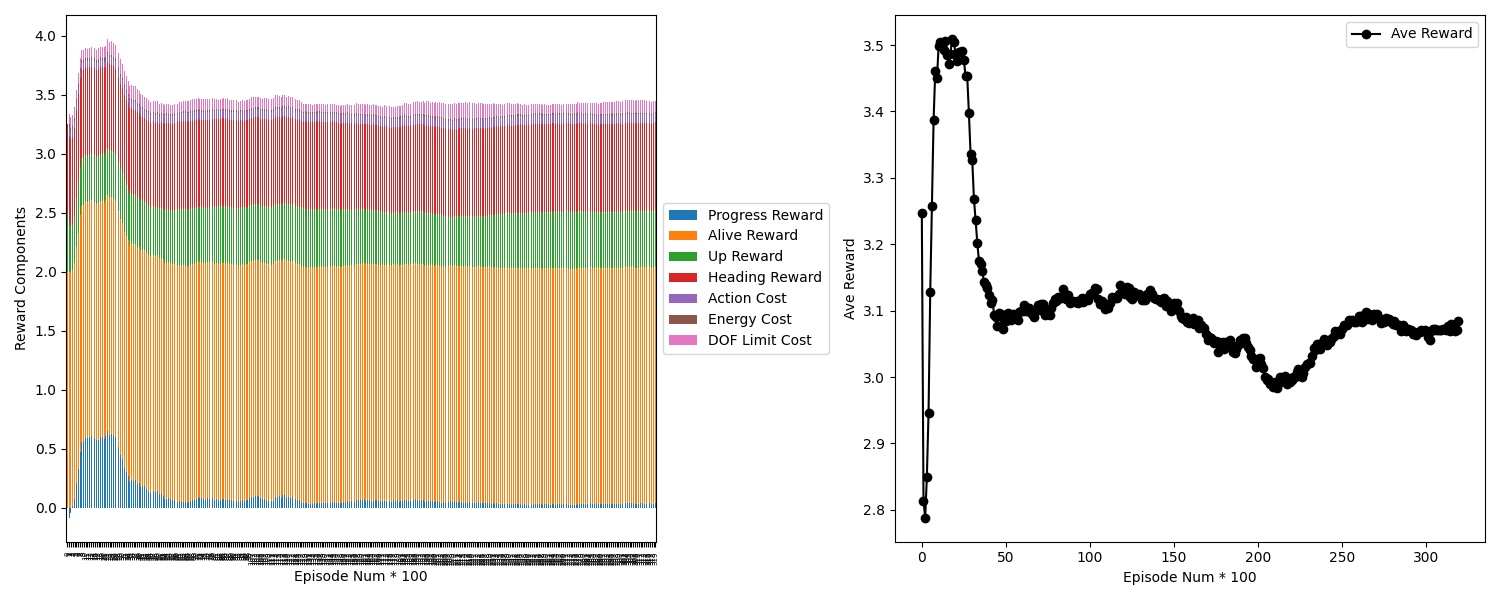 4.0
3.5
3.0
2.5
2.0
1.5
1.0
0.5
0.0
Reward Components
Episode Num * 100
Progress Reward
Alive Reward
Up Reward
Heading Reward
Action Cost
Energy Cost
DOF Limit Cost
Ave Reward
3.5
3.4
3.3
3.2
3.1
3.0
2.9
2.8
Ave Reward
0 50 100 150 200 250 300
Episode Num * 100